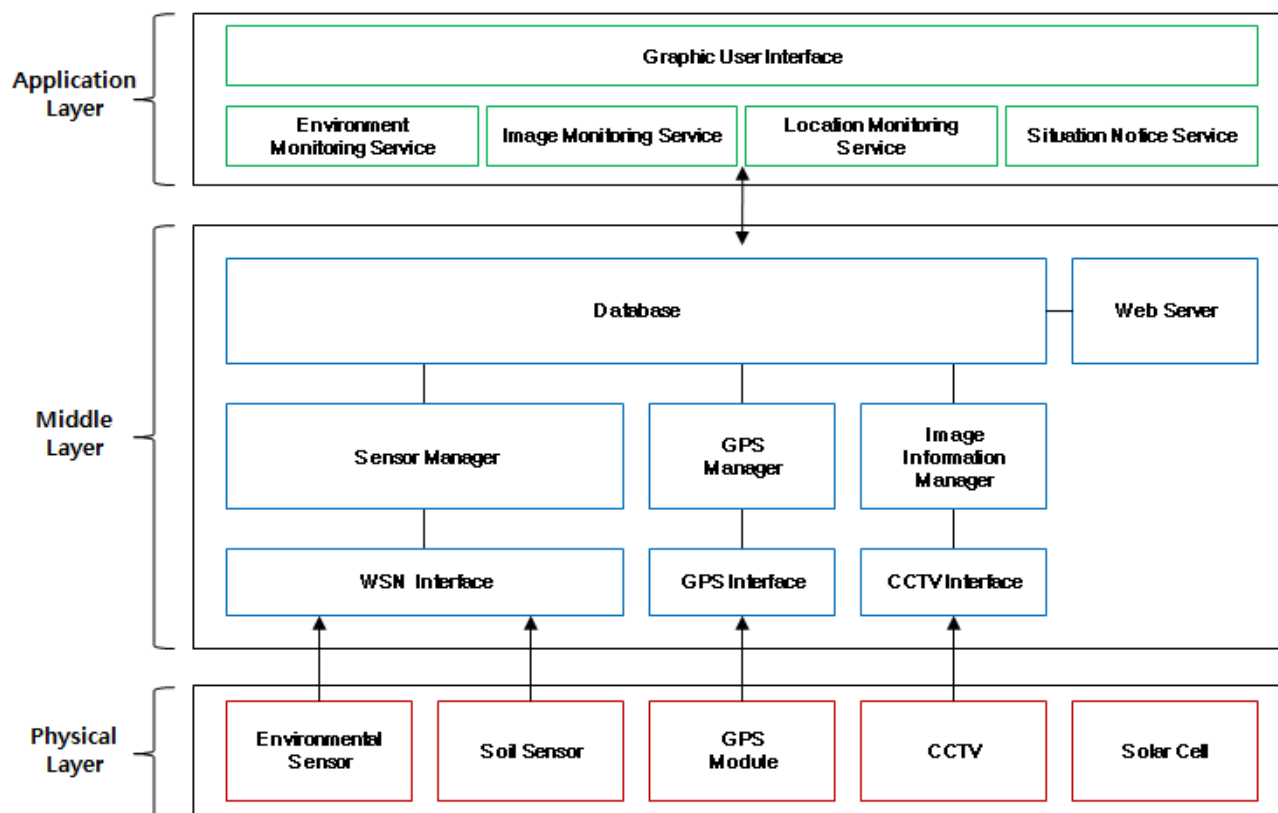 Application
Layer
Graphic User Interface
Environment
Monitoring Service
Image Monitoring Service
Location Monitoring
Service
Situation Notice Service
Middle
Layer
Database
Web Server
Sensor Manager
GPS
Manager
Image
Information
Manager
WSN Interface
GPS Interface
CCTV Interface
Physical
Layer
Environmental
Sensor
Soil Sensor
GPS
Module
CCTV
Solar Cell